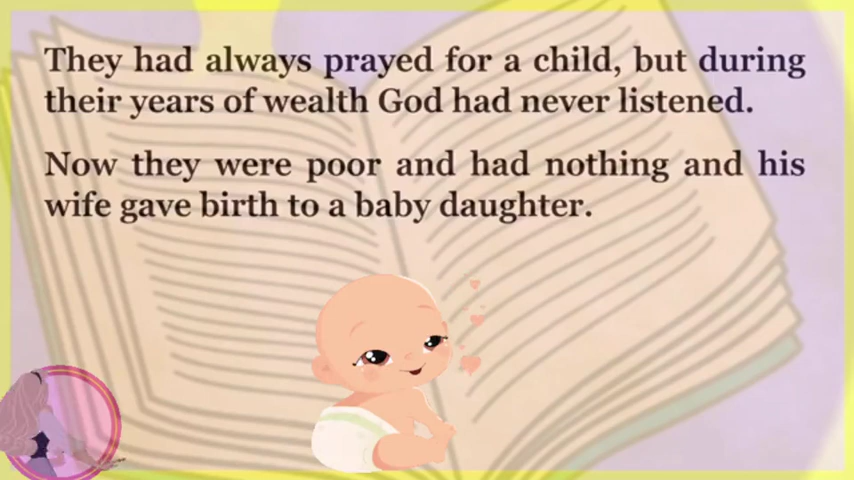 They had always prayed for a child, but during
their years of wealth God had never listened.
Now they were poor and had nothing and his
wife gave birth to a baby daughter.